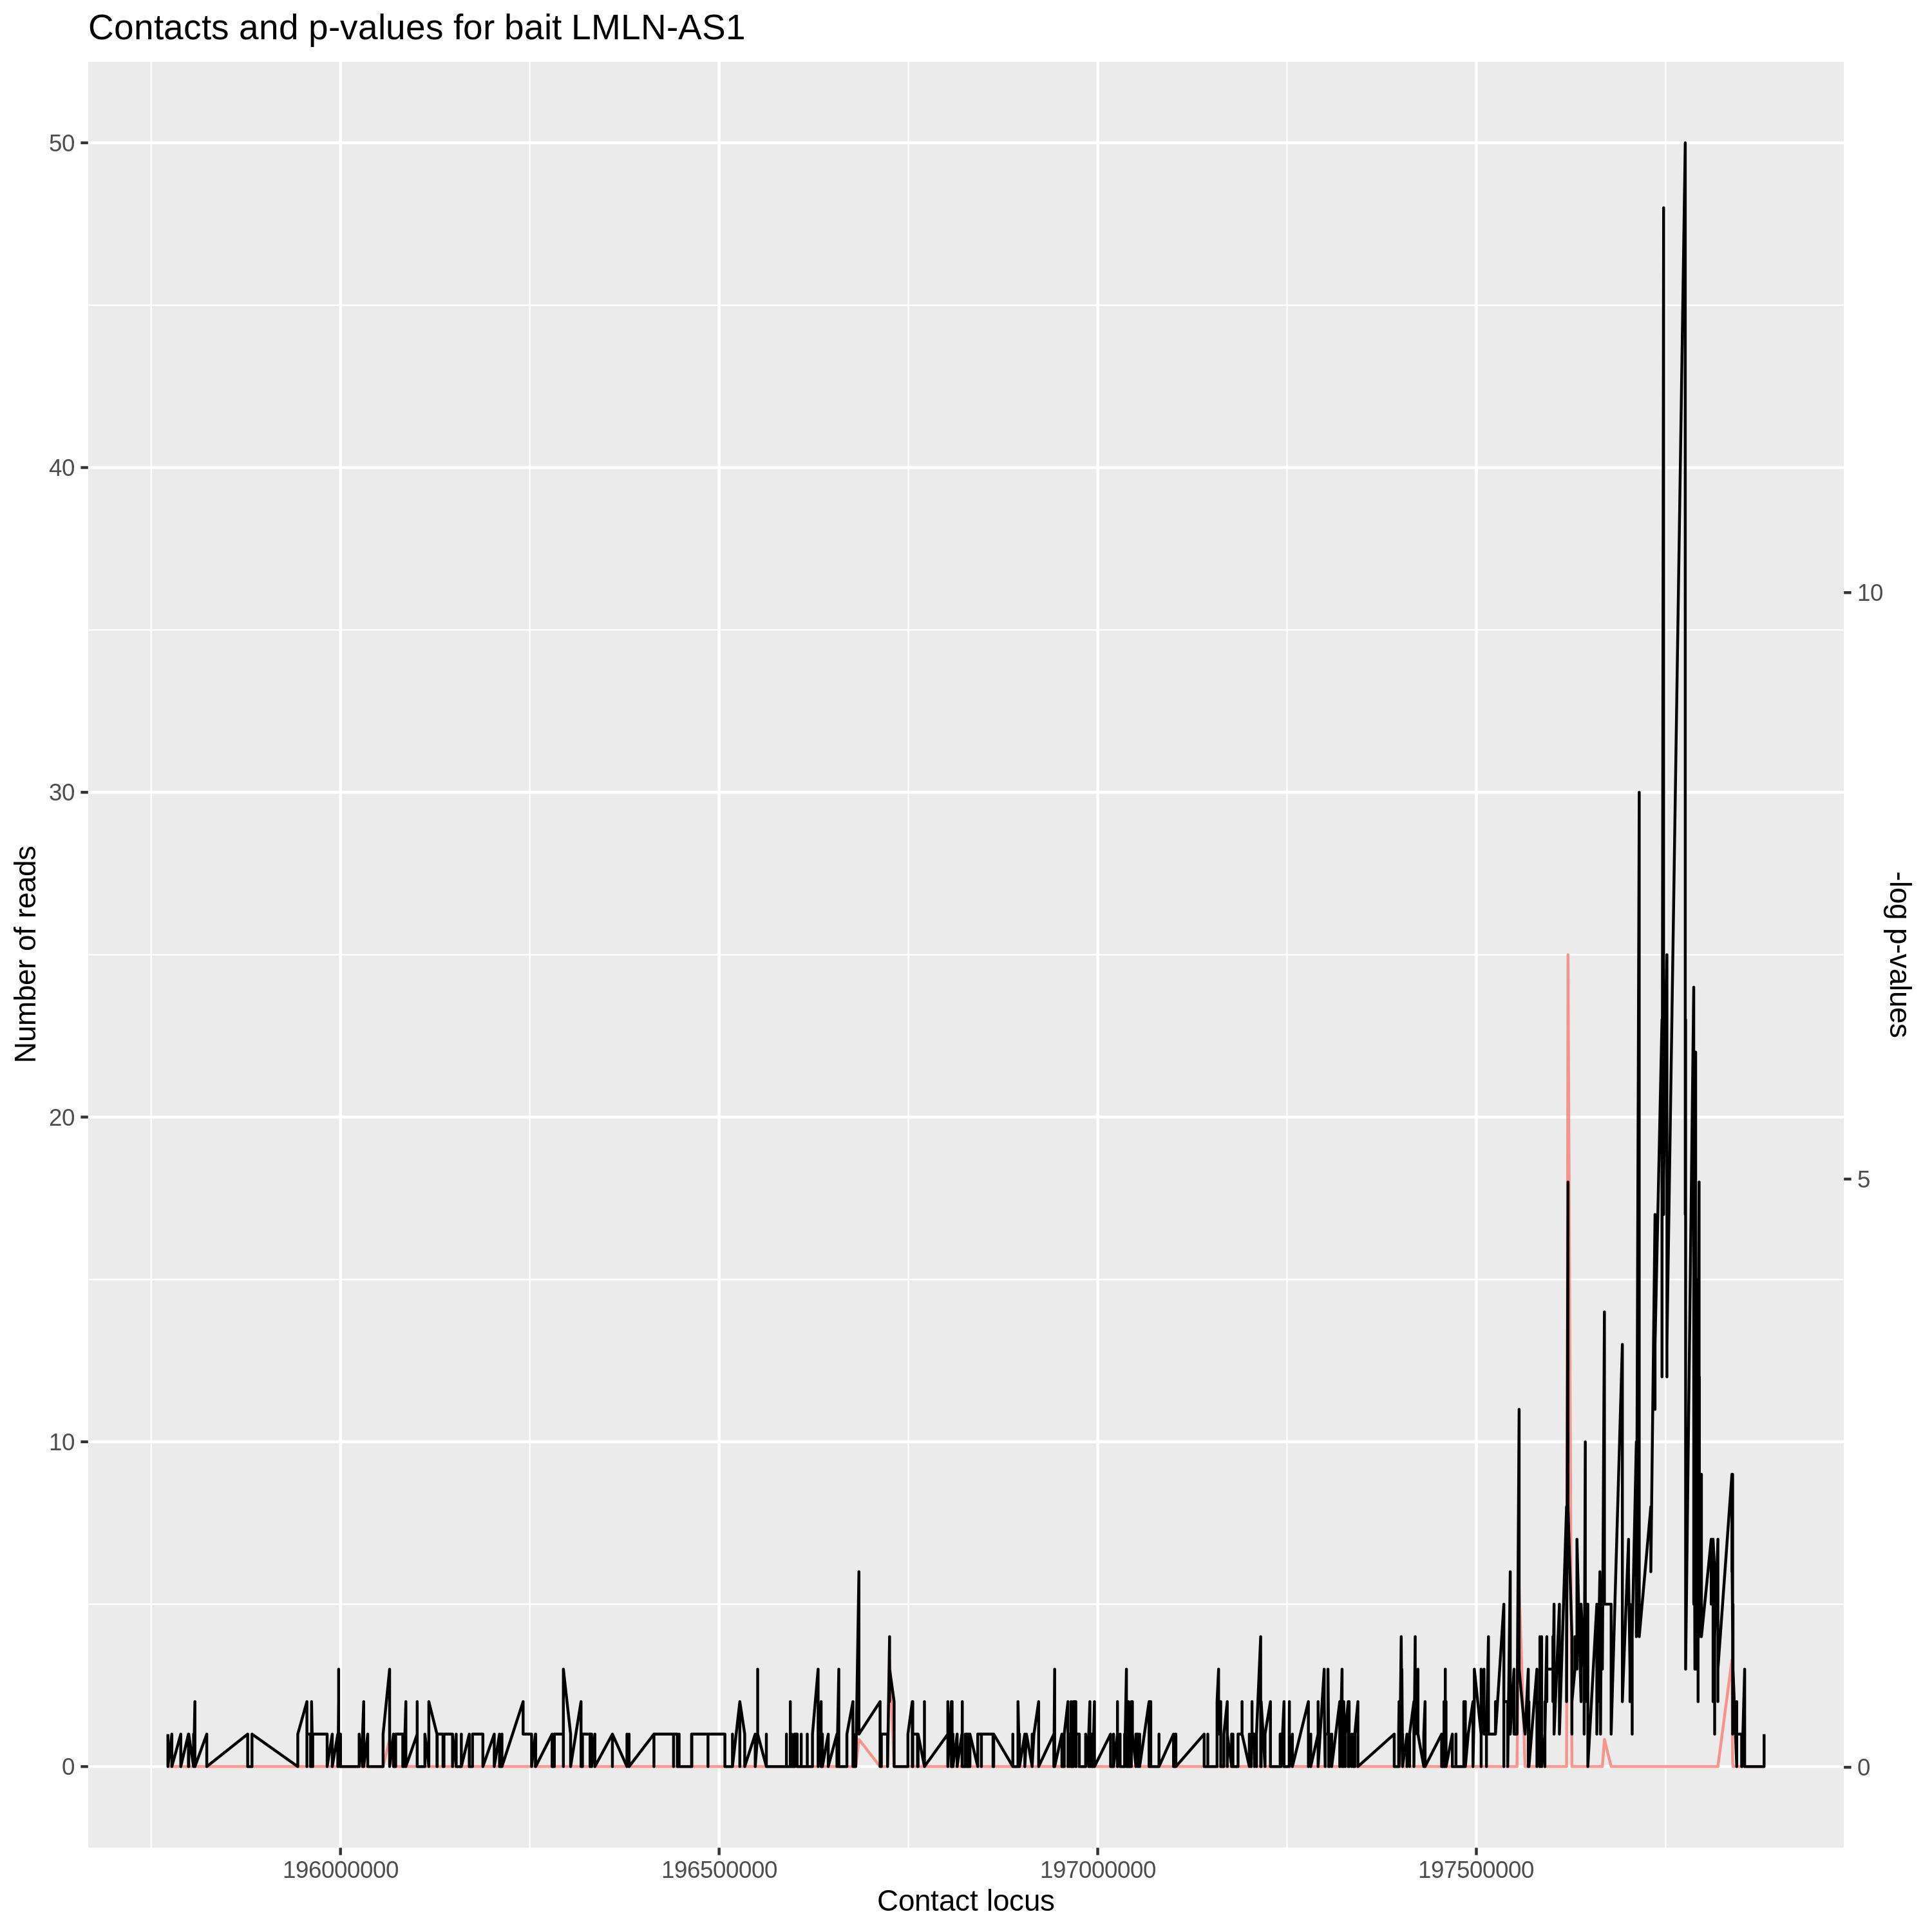 Contacts and p-values for bait LMLN-AS1
50
40
30
20
10
0
Number of reads
10
5
0
-log p-values
196000000 196500000 197000000 197500000
Contact locus